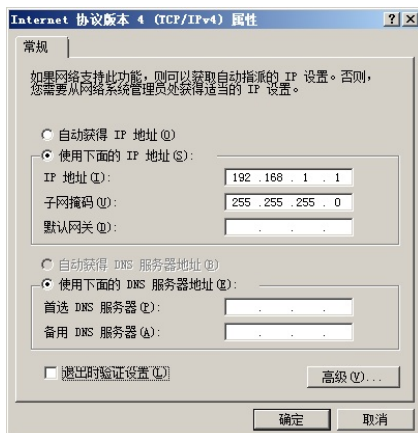 Internet 协议版本 4 (TCP/IPv4) 属性
常规
如果网络支持此功能，则可以获取自动指派的 IP 设置。否则，
您需要从网络系统管理员处获得适当的 IP 设置。
自动获得 IP 地址(O)
使用下面的 IP 地址(S):
IP 地址(I): 192 .168 . 1 . 1
子网掩码(U): 255 .255 .255 . 0
默认网关(D): . . .
自动获得 DNS 服务器地址(B)
使用下面的 DNS 服务器地址(E):
首选 DNS 服务器(P): . . .
备用 DNS 服务器(A): . . .
退出时验证设置(L)
高级(V)...
确定 取消